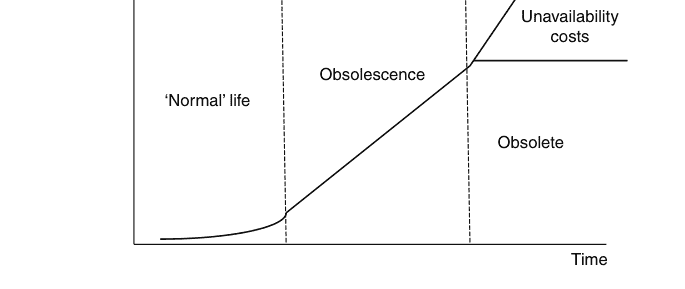 Unavailability
costs
Obsolescence
‘Normal’ life
Obsolete
Time